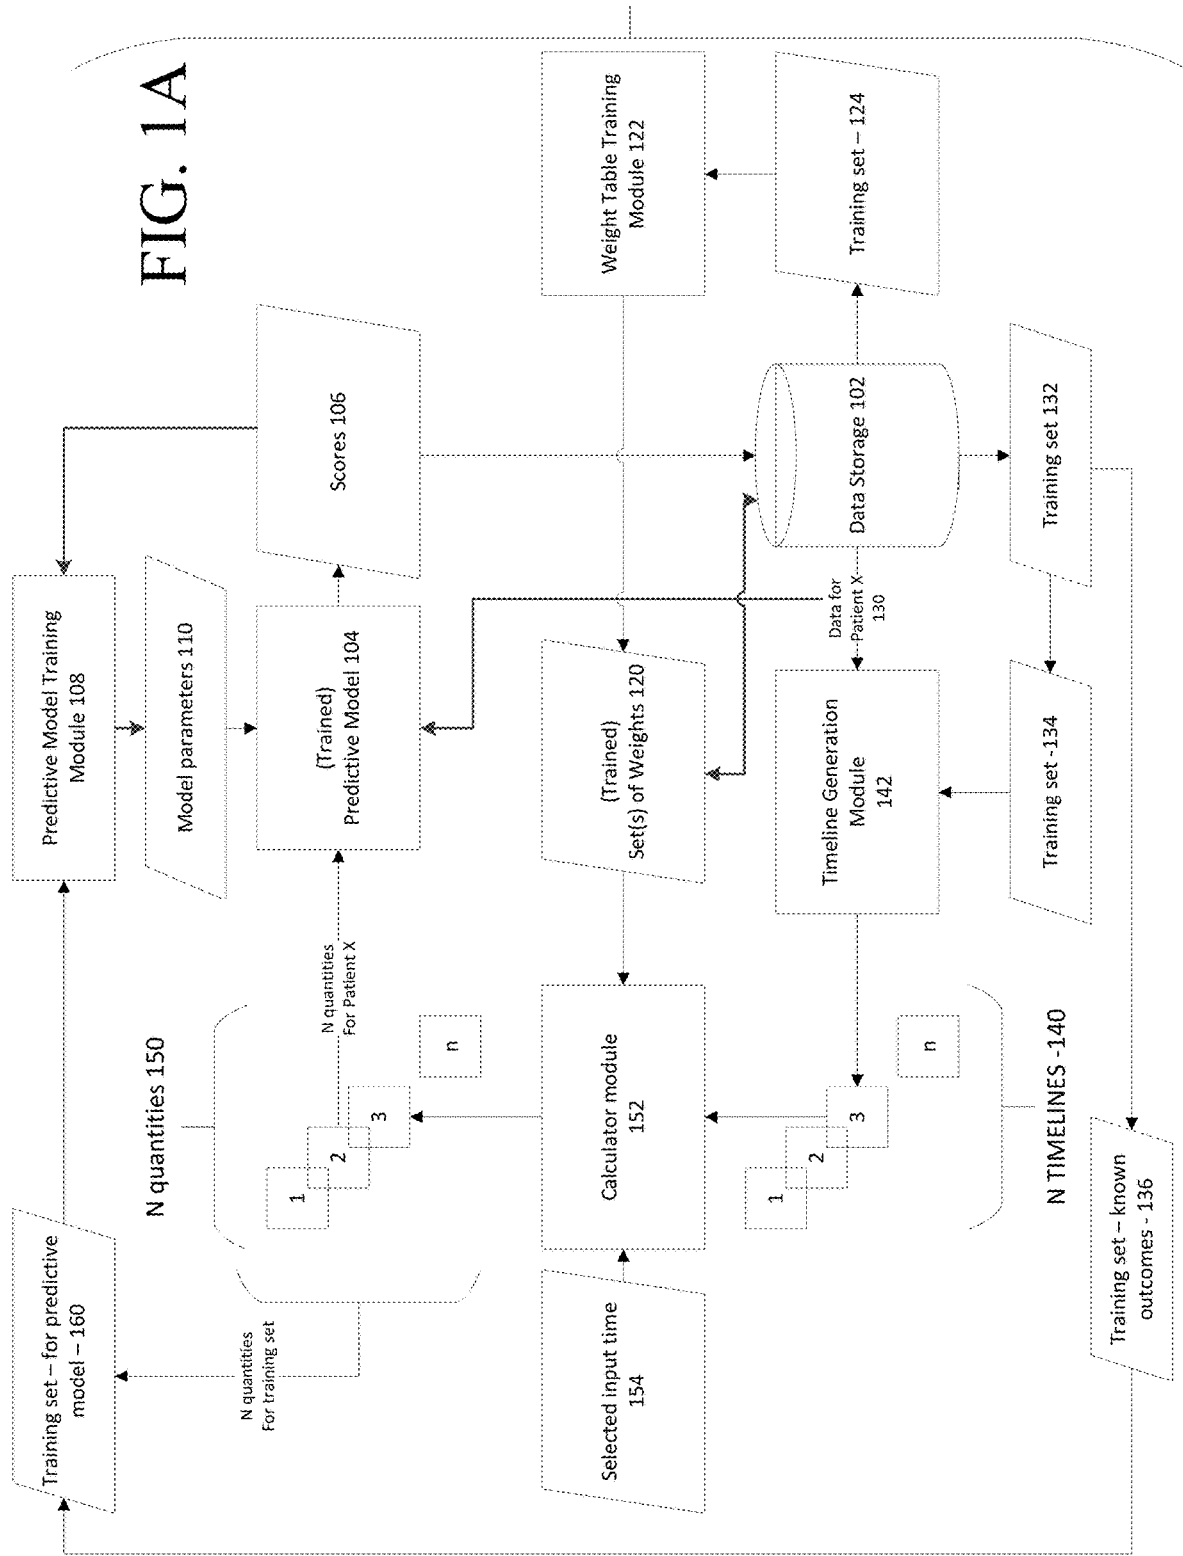 FIG. 1A
Training set – for predictive
model – 160
Predictive Model Training
Module 108
Model parameters 110
N quantities
For training set
N quantities 150
1
2
3
n
N quantities
For Patient X
(Trained)
Predictive Model 104
Scores 106
Selected input time
154
Calculator module
152
(Trained)
Set(s) of Weights 120
Weight Table Training
Module 122
1
2
3
n
N TIMELINES -140
Timeline Generation
Module
142
Data for
Patient X
130
Data Storage 102
Training set – 124
Training set -134
Training set 132
Training set – known
outcomes - 136